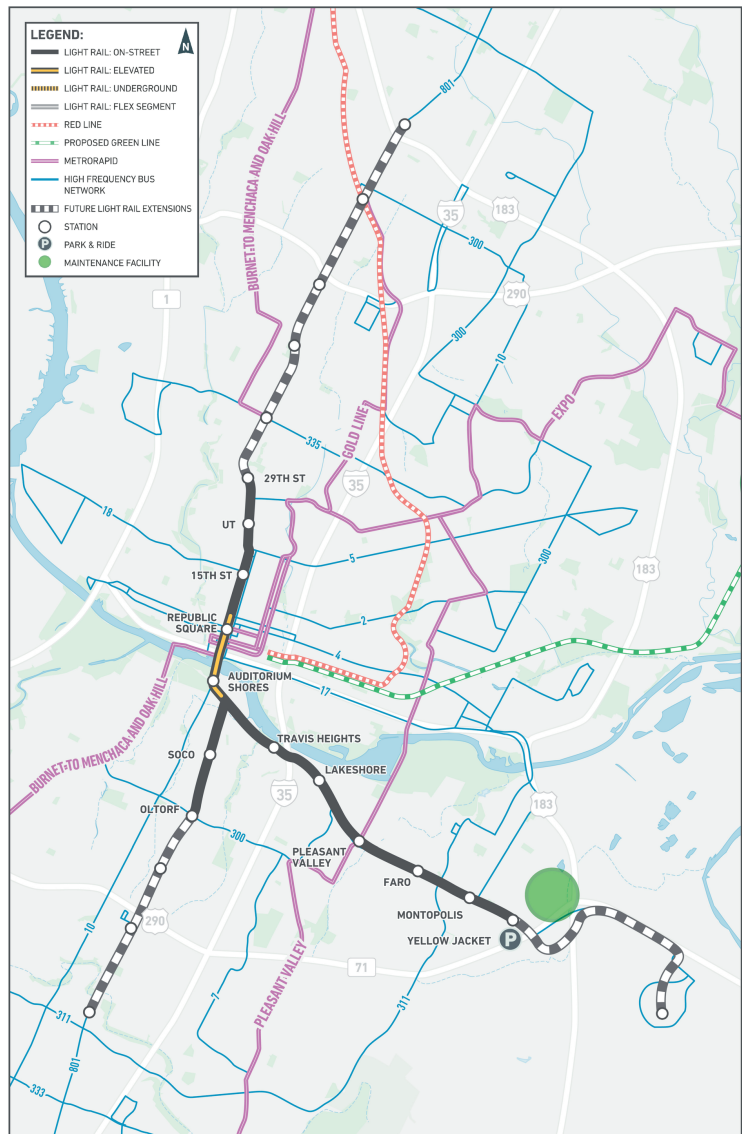 LEGEND:
N
LIGHT RAIL: ON-STREET
LIGHT RAIL: ELEVATED
LIGHT RAIL: UNDERGROUND
LIGHT RAIL: FLEX SEGMENT
RED LINE
PROPOSED GREEN LINE
METRORAPID
HIGH FREQUENCY BUS
NETWORK
FUTURE LIGHT RAIL EXTENSIONS
STATION
P
PARK & RIDE
MAINTENANCE FACILITY
801
BURNET TO MENCHACA AND OAK HILL
35
183
300
290
1
300
10
EXPO
GOLD LINE
335
29TH ST
35
18
UT
5
300
183
15TH ST
2
REPUBLIC
SQUARE
4
AUDITORIUM
SHORES
17
BURNET TO MENCHACA AND OAK HILL
TRAVIS HEIGHTS
SOCO
LAKESHORE
35
183
OLTORF
300
PLEASANT
VALLEY
FARO
MONTOPOLIS
290
10
YELLOW JACKET
P
71
7
PLEASANT VALLEY
311
311
801
333